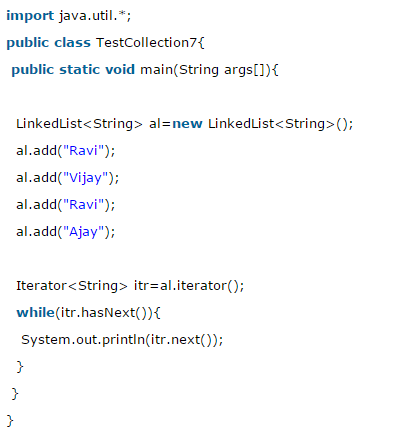 import java.util.*;
public class TestCollection7{
public static void main(String args[]){
LinkedList<String> al=new LinkedList<String>();
al.add("Ravi");
al.add("Vijay");
al.add("Ravi");
al.add("Ajay");
Iterator<String> itr=al.iterator();
while(itr.hasNext()){
System.out.println(itr.next());
}
}
}